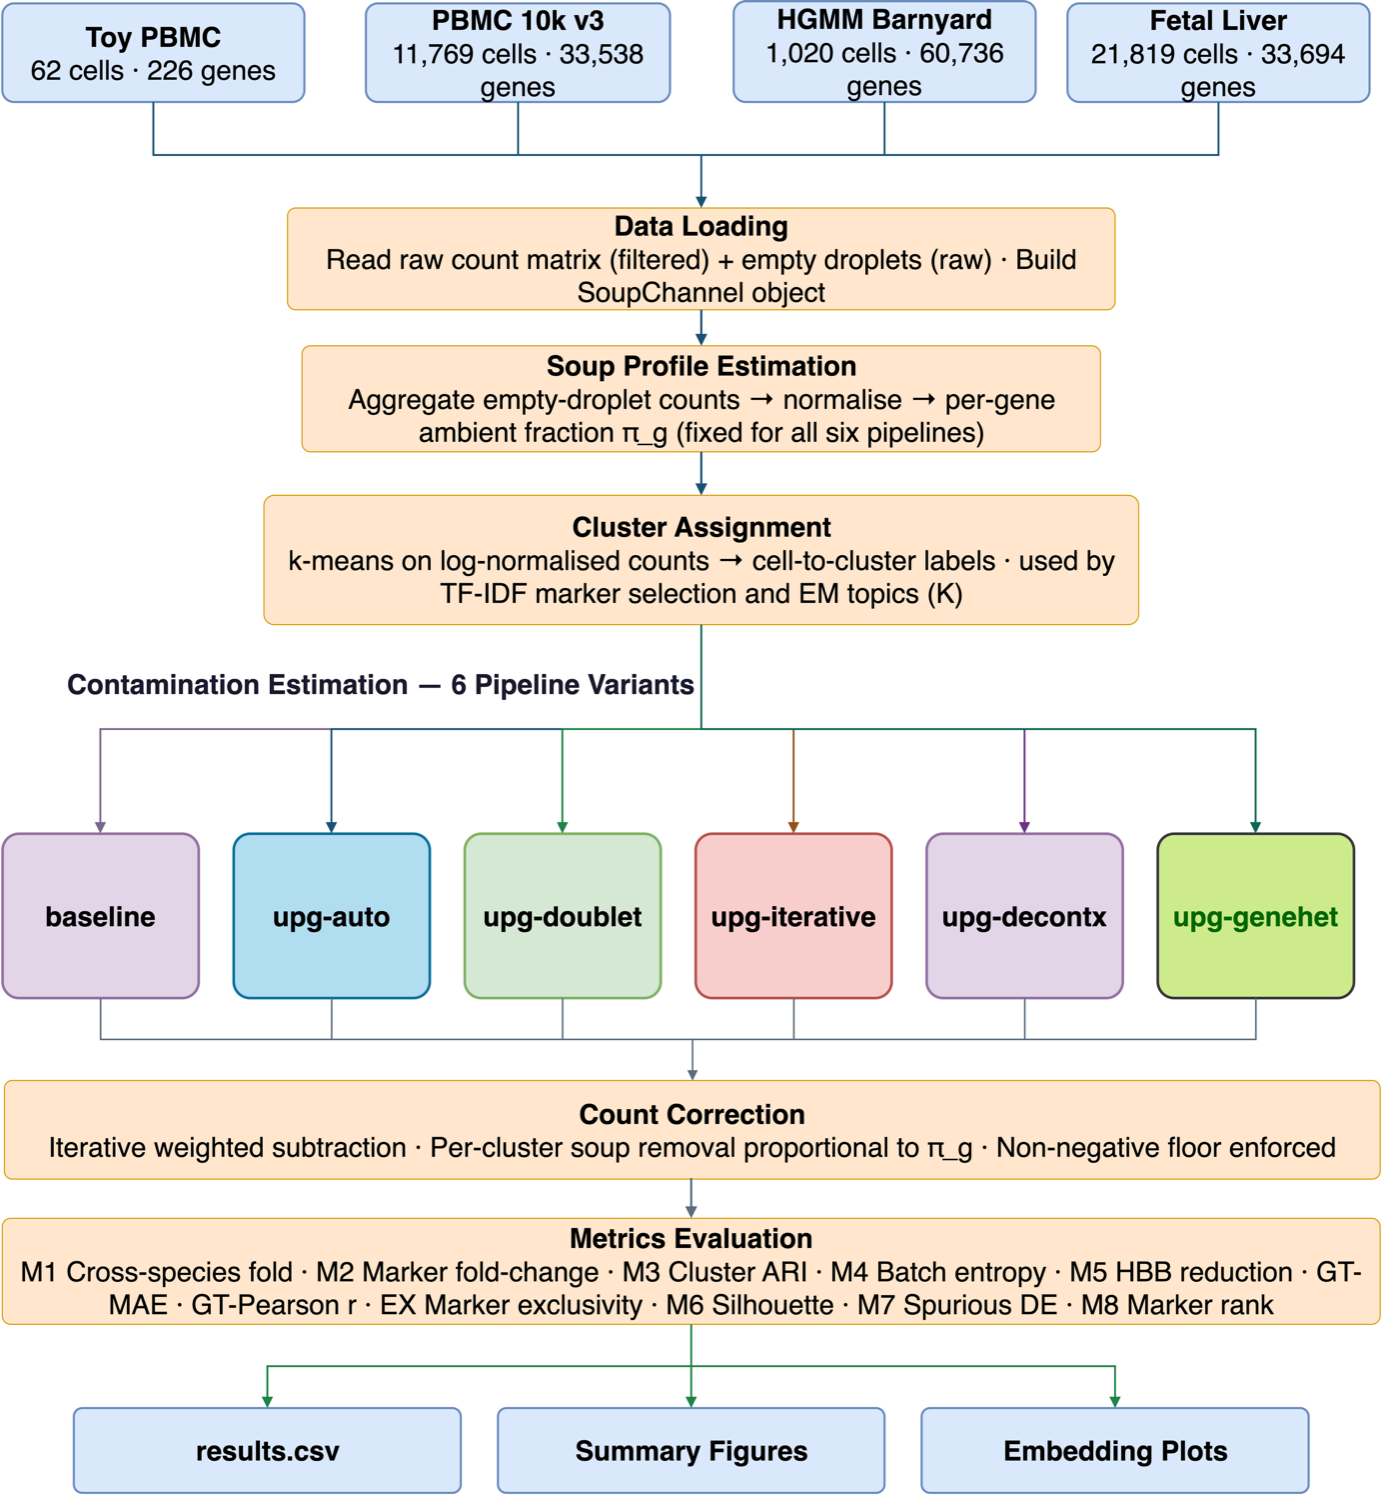 Toy PBMC
62 cells · 226 genes
PBMC 10k v3
11,769 cells · 33,538
genes
HGMM Barnyard
1,020 cells · 60,736
genes
Fetal Liver
21,819 cells · 33,694
genes
Data Loading
Read raw count matrix (filtered) + empty droplets (raw) · Build
SoupChannel object
Soup Profile Estimation
Aggregate empty-droplet counts → normalise → per-gene
ambient fraction π_g (fixed for all six pipelines)
Cluster Assignment
k-means on log-normalised counts → cell-to-cluster labels · used by
TF-IDF marker selection and EM topics (K)
Contamination Estimation — 6 Pipeline Variants
baseline
upg-auto
upg-doublet
upg-iterative
upg-decontx
upg-genehet
Count Correction
Iterative weighted subtraction · Per-cluster soup removal proportional to π_g · Non-negative floor enforced
Metrics Evaluation
M1 Cross-species fold · M2 Marker fold-change · M3 Cluster ARI · M4 Batch entropy · M5 HBB reduction · GT-
MAE · GT-Pearson r · EX Marker exclusivity · M6 Silhouette · M7 Spurious DE · M8 Marker rank
results.csv
Summary Figures
Embedding Plots